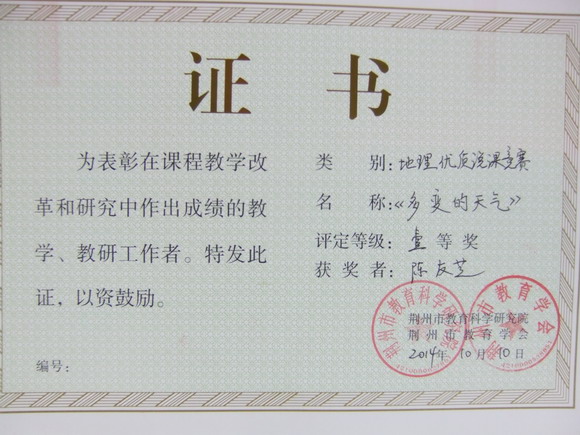 证书
为表彰在课程教学改
革和研究中作出成绩的教
学、教研工作者。特发此
证，以资鼓励。
编号：
类 别：地理优质说课竞赛
名 称：《多变的天气》
评定等级：壹等奖
获奖者：陈友芝
荆州市教育科学研究院
荆州市教育学会
2014年10月10日